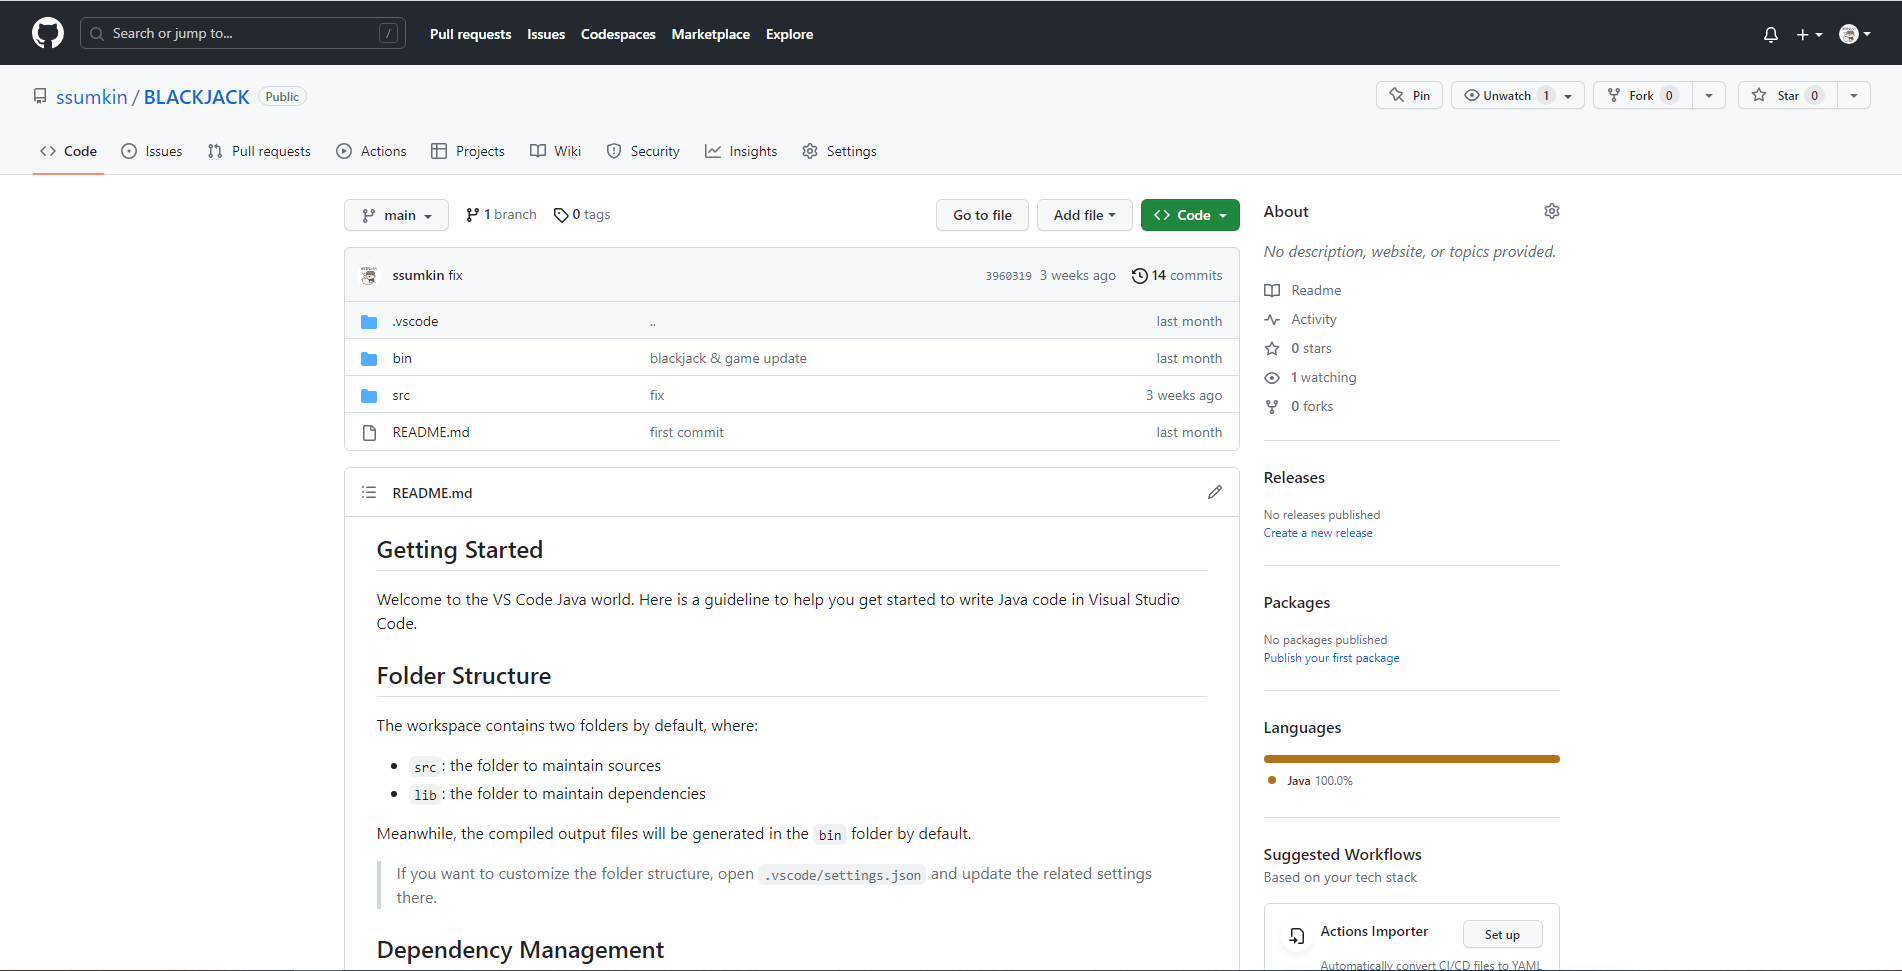 Search or jump to... /
Pull requests Issues Codespaces Marketplace Explore
ssumkin / BLACKJACK Public
Pin Unwatch 1 Fork 0 Star 0
Code Issues Pull requests Actions Projects Wiki Security Insights Settings
main 1 branch 0 tags Go to file Add file Code
ssumkin fix 3960319 3 weeks ago 14 commits
.vscode .. last month
bin blackjack & game update last month
src fix 3 weeks ago
README.md first commit last month
README.md
Getting Started
Welcome to the VS Code Java world. Here is a guideline to help you get started to write Java code in Visual Studio
Code.
Folder Structure
The workspace contains two folders by default, where:
src: the folder to maintain sources
lib: the folder to maintain dependencies
Meanwhile, the compiled output files will be generated in the bin folder by default.
If you want to customize the folder structure, open .vscode/settings.json and update the related settings
there.
Dependency Management
About
No description, website, or topics provided.
Readme
Activity
0 stars
1 watching
0 forks
Releases
No releases published
Create a new release
Packages
No packages published
Publish your first package
Languages
Java 100.0%
Suggested Workflows
Based on your tech stack
Actions Importer Set up
Automatically convert CI/CD files to YAML